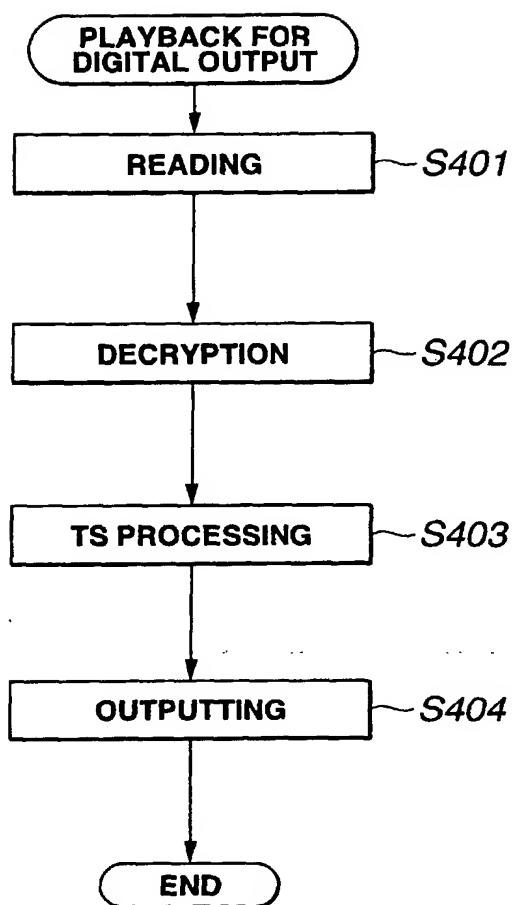 PLAYBACK FOR
DIGITAL OUTPUT
READING S401
DECRYPTION S402
TS PROCESSING S403
OUTPUTTING S404
END